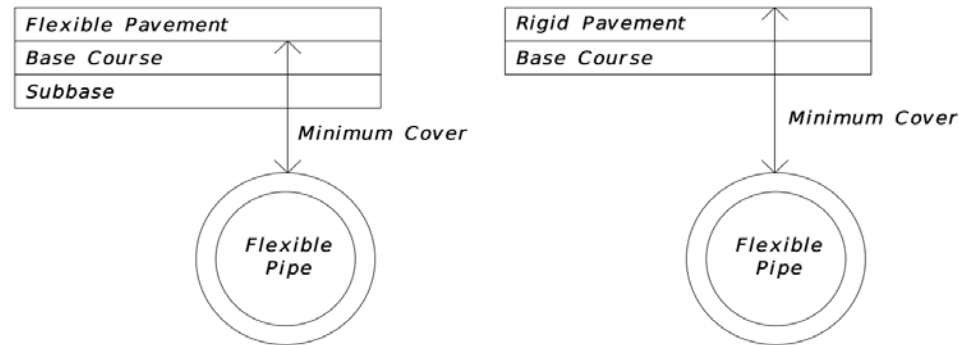 Flexible Pavement
Base Course
Subbase
Minimum Cover
Flexible
Pipe
Rigid Pavement
Base Course
Minimum Cover
Flexible
Pipe